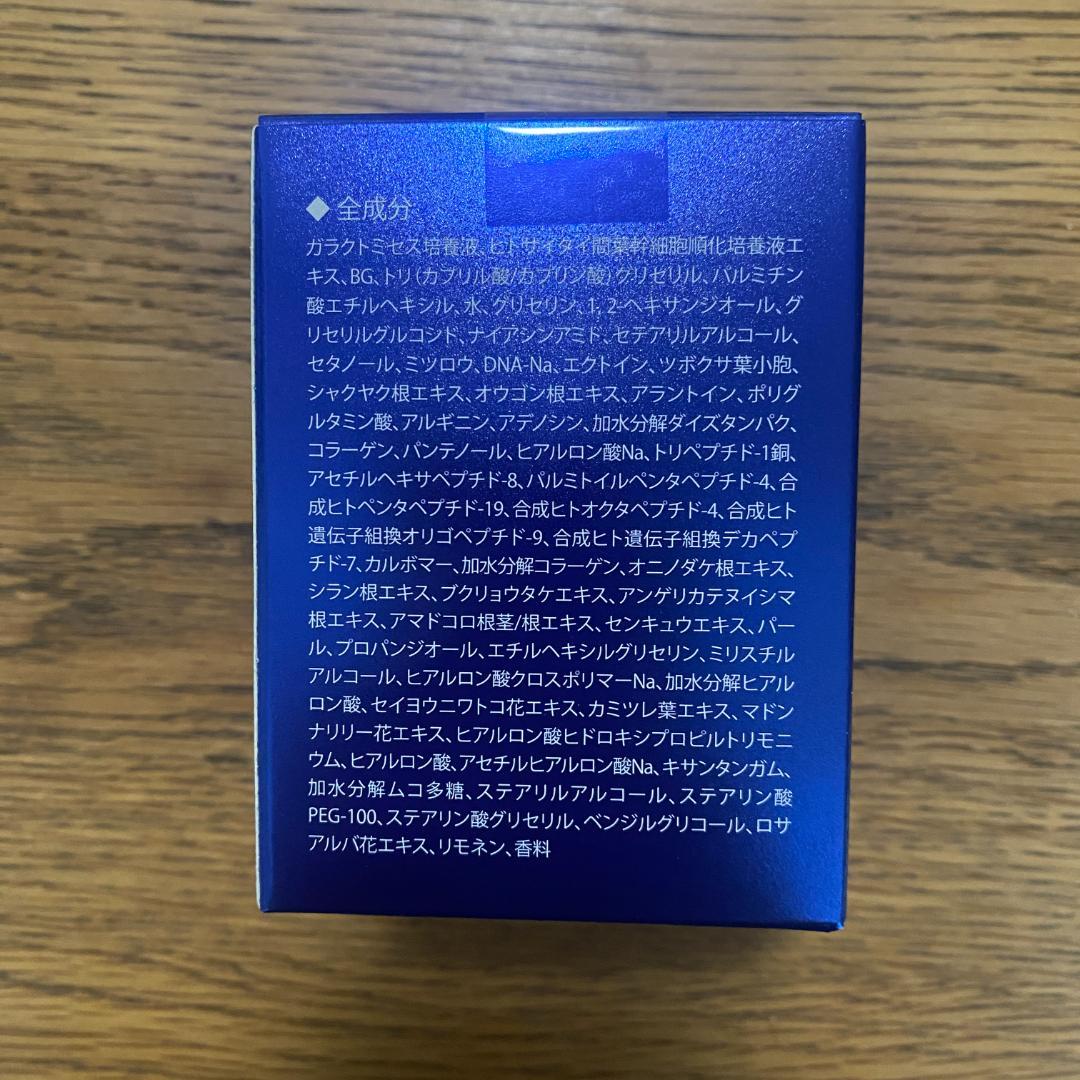 ◆ 全成分
ガラクトミセス培養液、ヒトサイタイ間葉幹細胞順化培養液エ
キス、BG、トリ(カプリル酸/カプリン酸)グリセリル、パルミチン
酸エチルヘキシル、水、グリセリン、1, 2-ヘキサンジオール、グ
リセリルグルコシド、ナイアシンアミド、セテアリルアルコール、
セタノール、ミツロウ、DNA-Na、エクトイン、ツボクサ葉小胞、
シャクヤク根エキス、オウゴン根エキス、アラントイン、ポリグ
ルタミン酸、アルギニン、アデノシン、加水分解ダイズタンパク、
コラーゲン、パンテノール、ヒアルロン酸Na、トリペプチド-1銅、
アセチルヘキサペプチド-8、パルミトイルペンタペプチド-4、合
成ヒトペンタペプチド-19、合成ヒトオクタペプチド-4、合成ヒト
遺伝子組換オリゴペプチド-9、合成ヒト遺伝子組換デカペプ
チド-7、カルボマー、加水分解コラーゲン、オニノダケ根エキス、
シラン根エキス、ブクリョウタケエキス、アンゲリカテヌイシマ
根エキス、アマドコロ根茎/根エキス、センキュウエキス、パー
ル、プロパンジオール、エチルヘキシルグリセリン、ミリスチル
アルコール、ヒアルロン酸クロスポリマーNa、加水分解ヒアル
ロン酸、セイヨウニワトコ花エキス、カミツレ葉エキス、マドン
ナリリー花エキス、ヒアルロン酸ヒドロキシプロピルトリモニ
ウム、ヒアルロン酸、アセチルヒアルロン酸Na、キサンタンガム、
加水分解ムコ多糖、ステアリルアルコール、ステアリン酸
PEG-100、ステアリン酸グリセリル、ベンジルグリコール、ロサ
アルバ花エキス、リモネン、香料